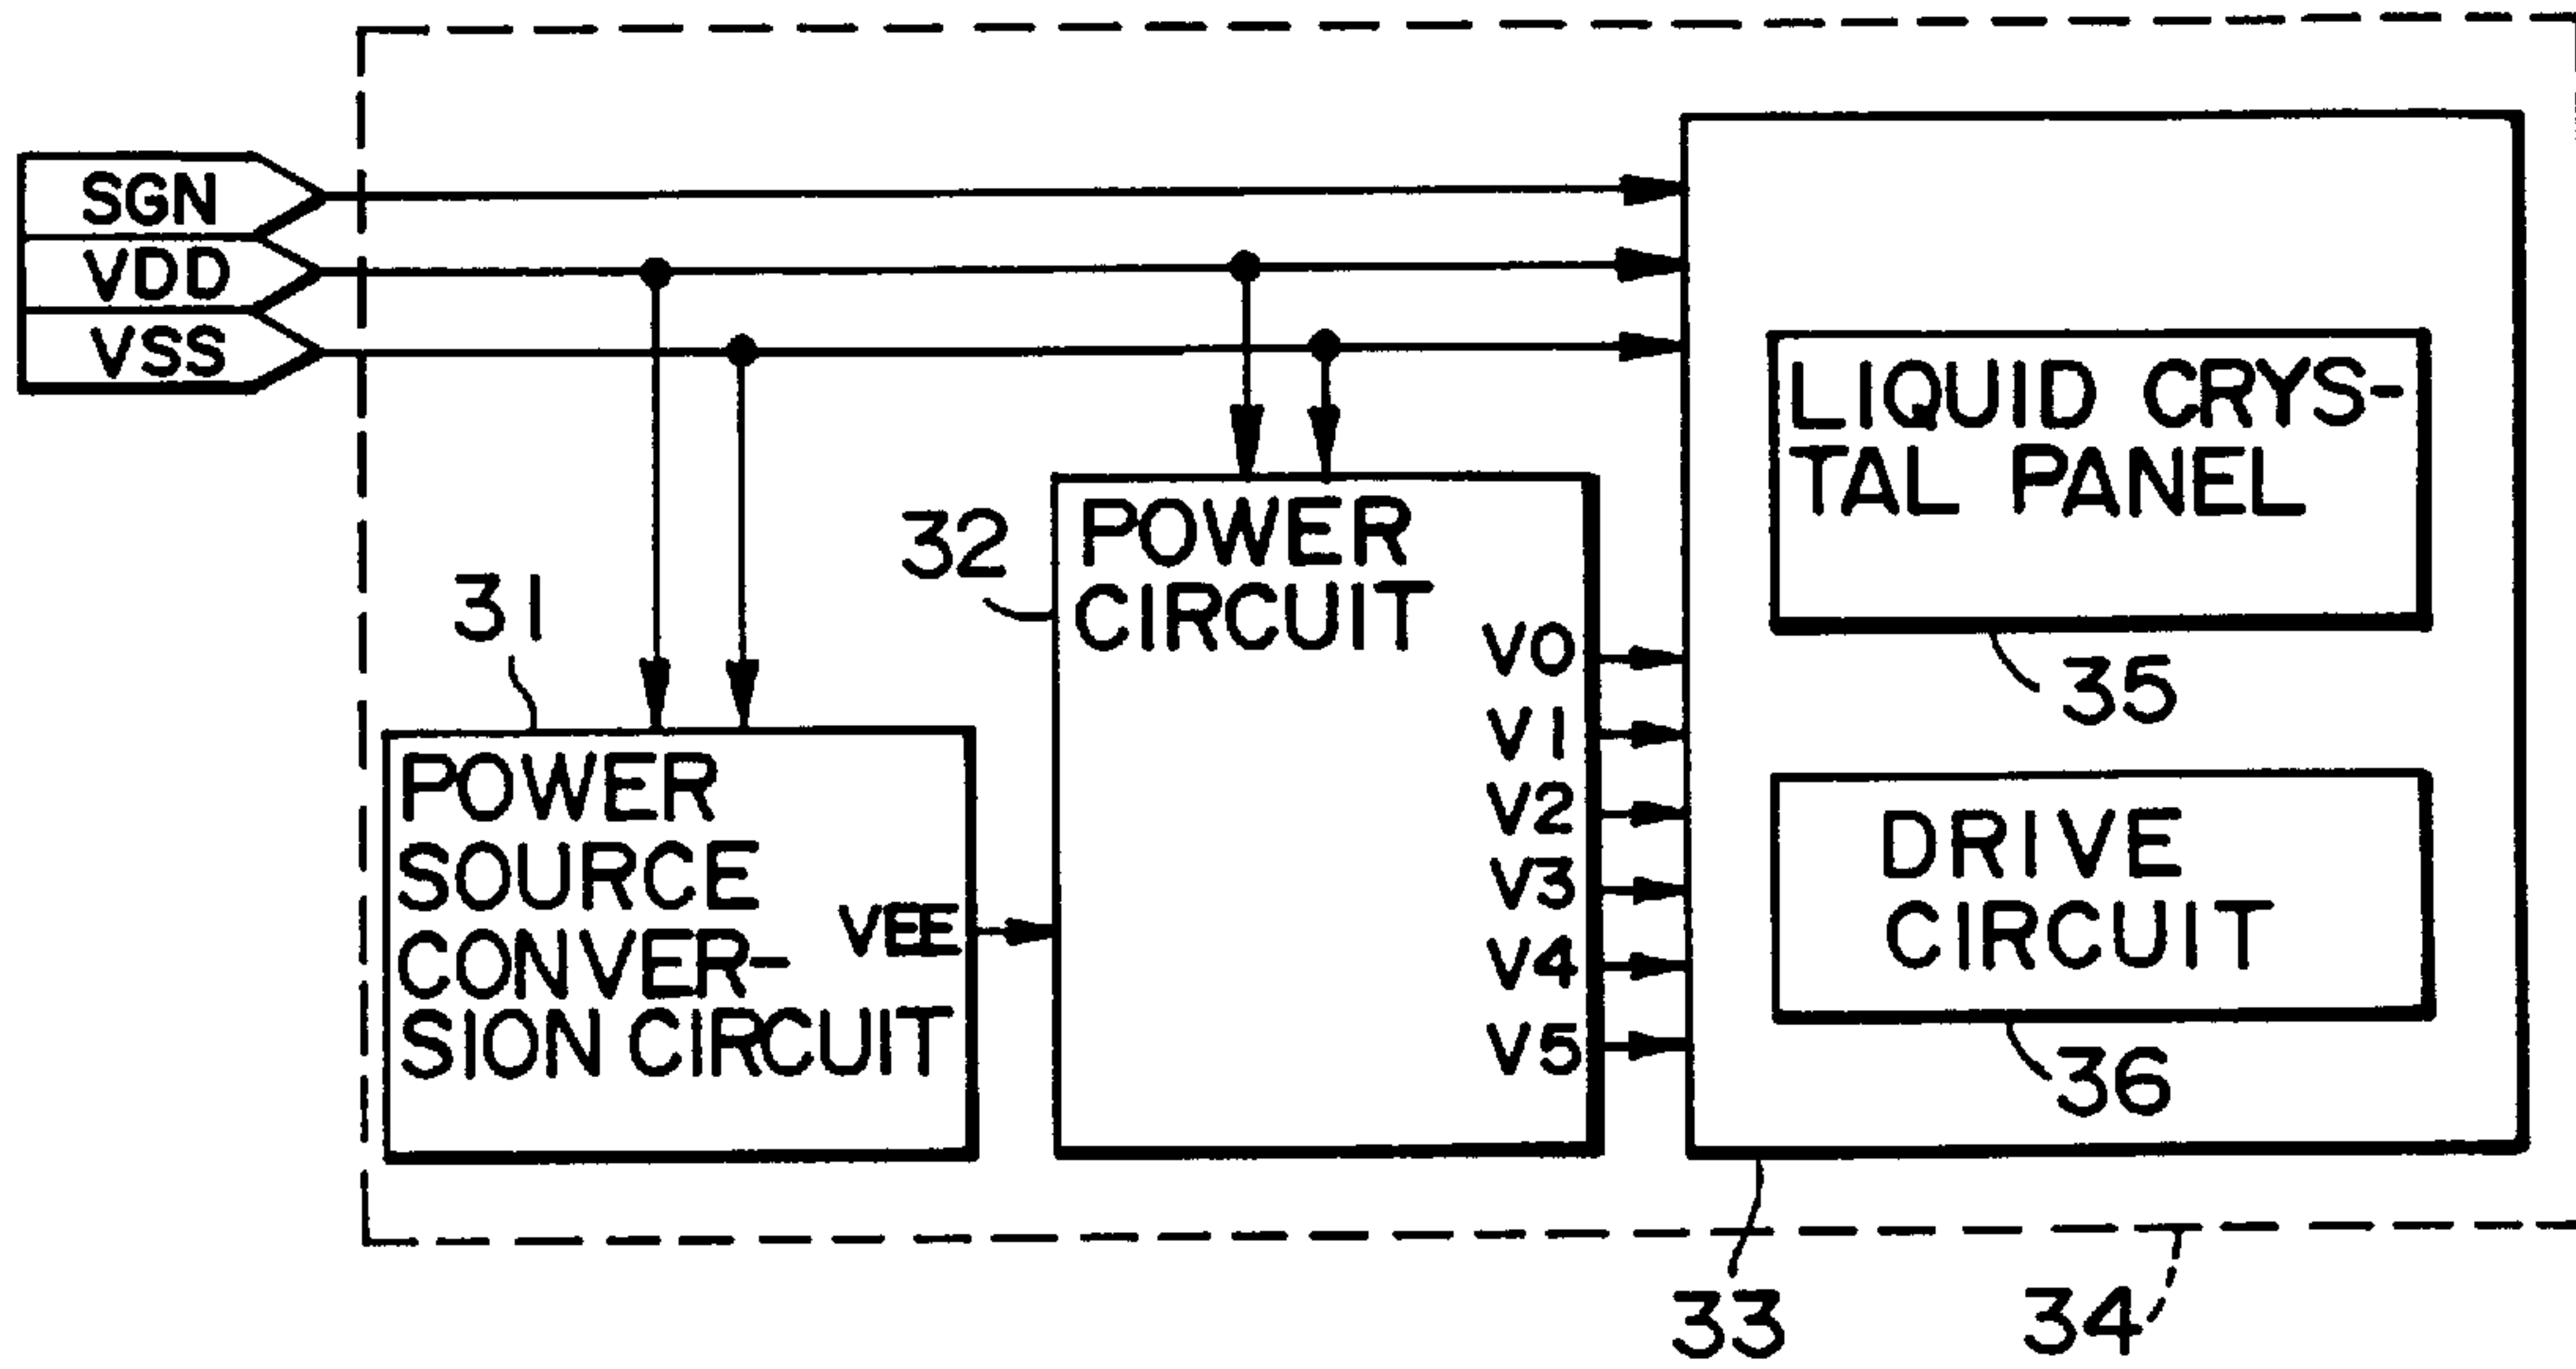 SGN
VDD
VSS
LIQUID CRYS-
TAL PANEL
35
DRIVE
CIRCUIT
36
32
POWER
CIRCUIT
V0
V1
V2
V3
V4
V5
31
POWER
SOURCE
CONVER-
SION CIRCUIT
VEE
33
34